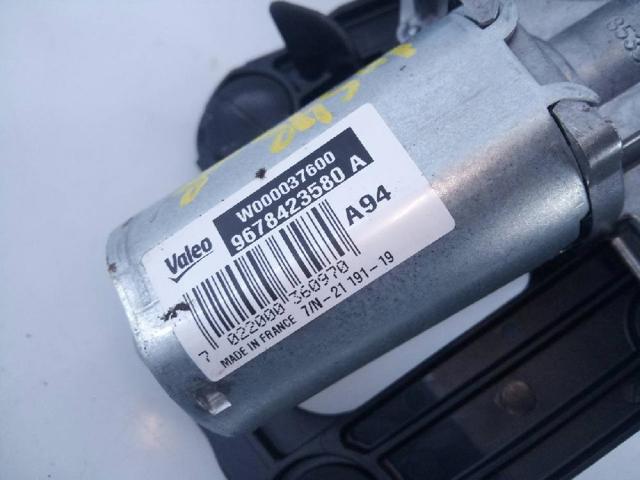 W000037600
9678423580 A
Valeo
A94
7 022000 360970
MADE IN FRANCE 7/N-21 191-19